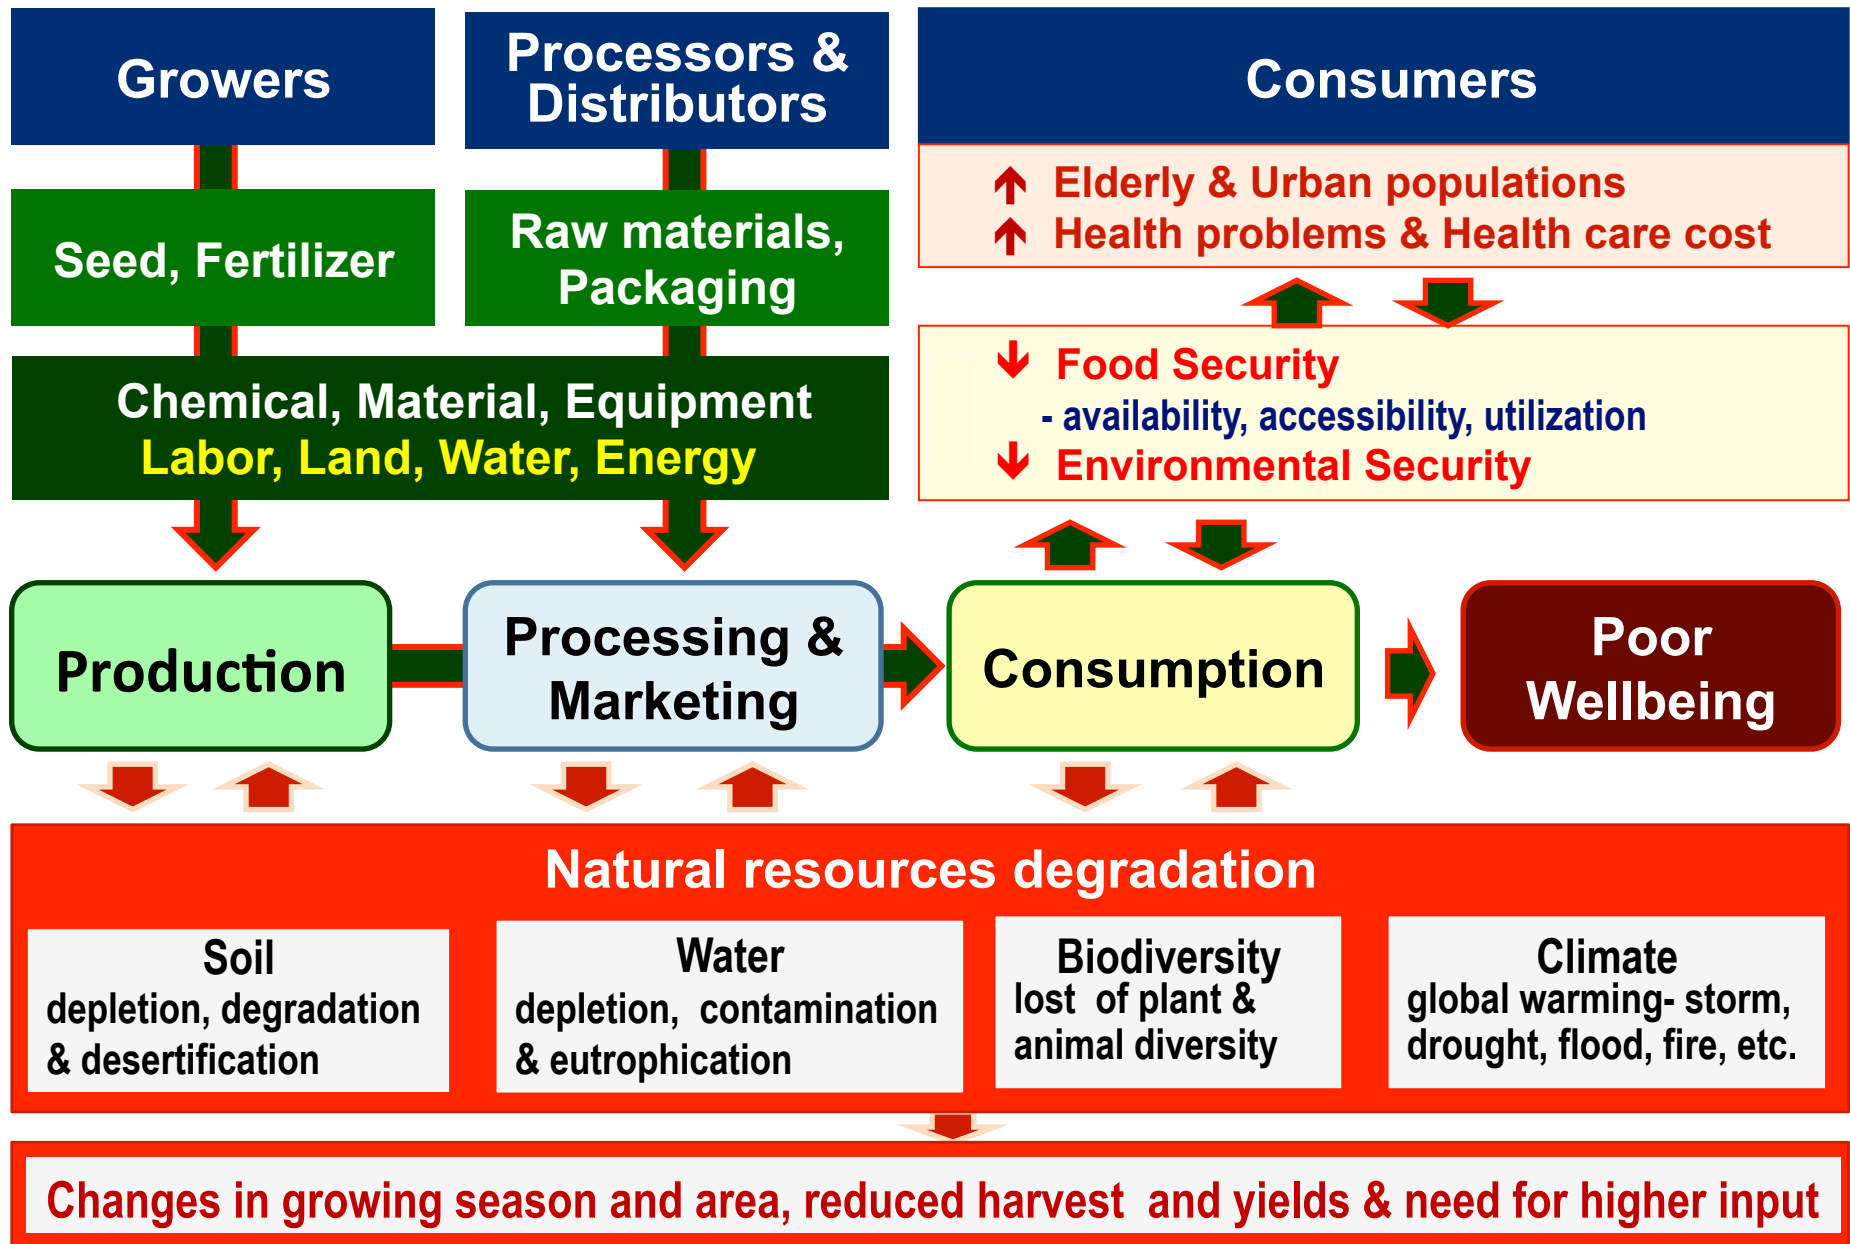 Growers
Processors &
Distributors
Consumers
Seed, Fertilizer
Raw materials,
Packaging
Elderly & Urban populations
Health problems & Health care cost
Chemical, Material, Equipment
Labor, Land, Water, Energy
Food Security
- availability, accessibility, utilization
Environmental Security
Production
Processing &
Marketing
Consumption
Poor
Wellbeing
Natural resources degradation
Soil
depletion, degradation
& desertification
Water
depletion, contamination
& eutrophication
Biodiversity
lost of plant &
animal diversity
Climate
global warming- storm,
drought, flood, fire, etc.
Changes in growing season and area, reduced harvest and yields & need for higher input